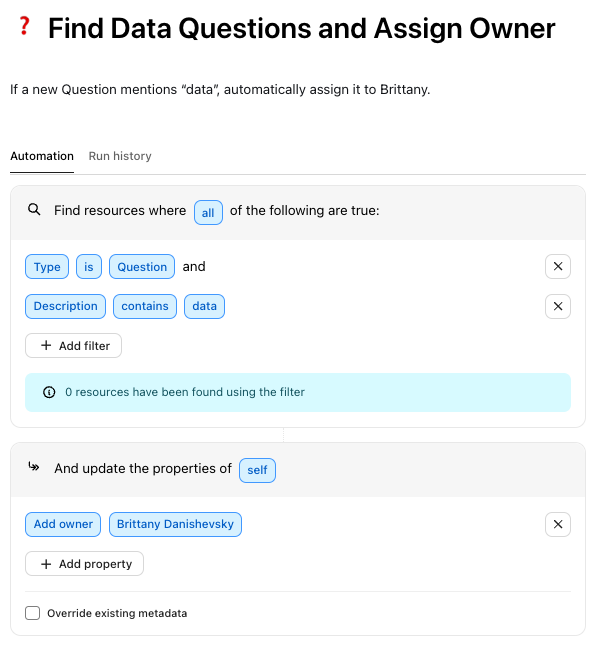 ❓ Find Data Questions and Assign Owner
If a new Question mentions “data”, automatically assign it to Brittany.
Automation Run history
Find resources where all of the following are true:
Type is Question and
Description contains data
+ Add filter
0 resources have been found using the filter
And update the properties of self
Add owner Brittany Danishevsky
+ Add property
Override existing metadata